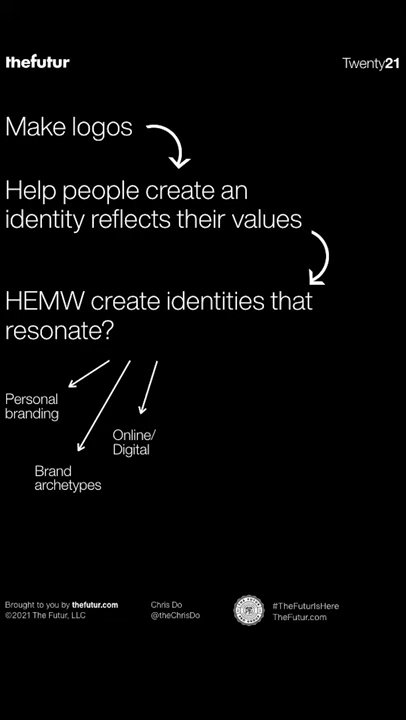 thefutur
Twenty21
Make logos
Help people create an
identity reflects their values
HEMW create identities that
resonate?
Personal
branding
Online/
Digital
Brand
archetypes
Brought to you by thefutur.com
©2021 The Futur, LLC
Chris Do
@theChrisDo
#TheFuturIsHere
TheFutur.com